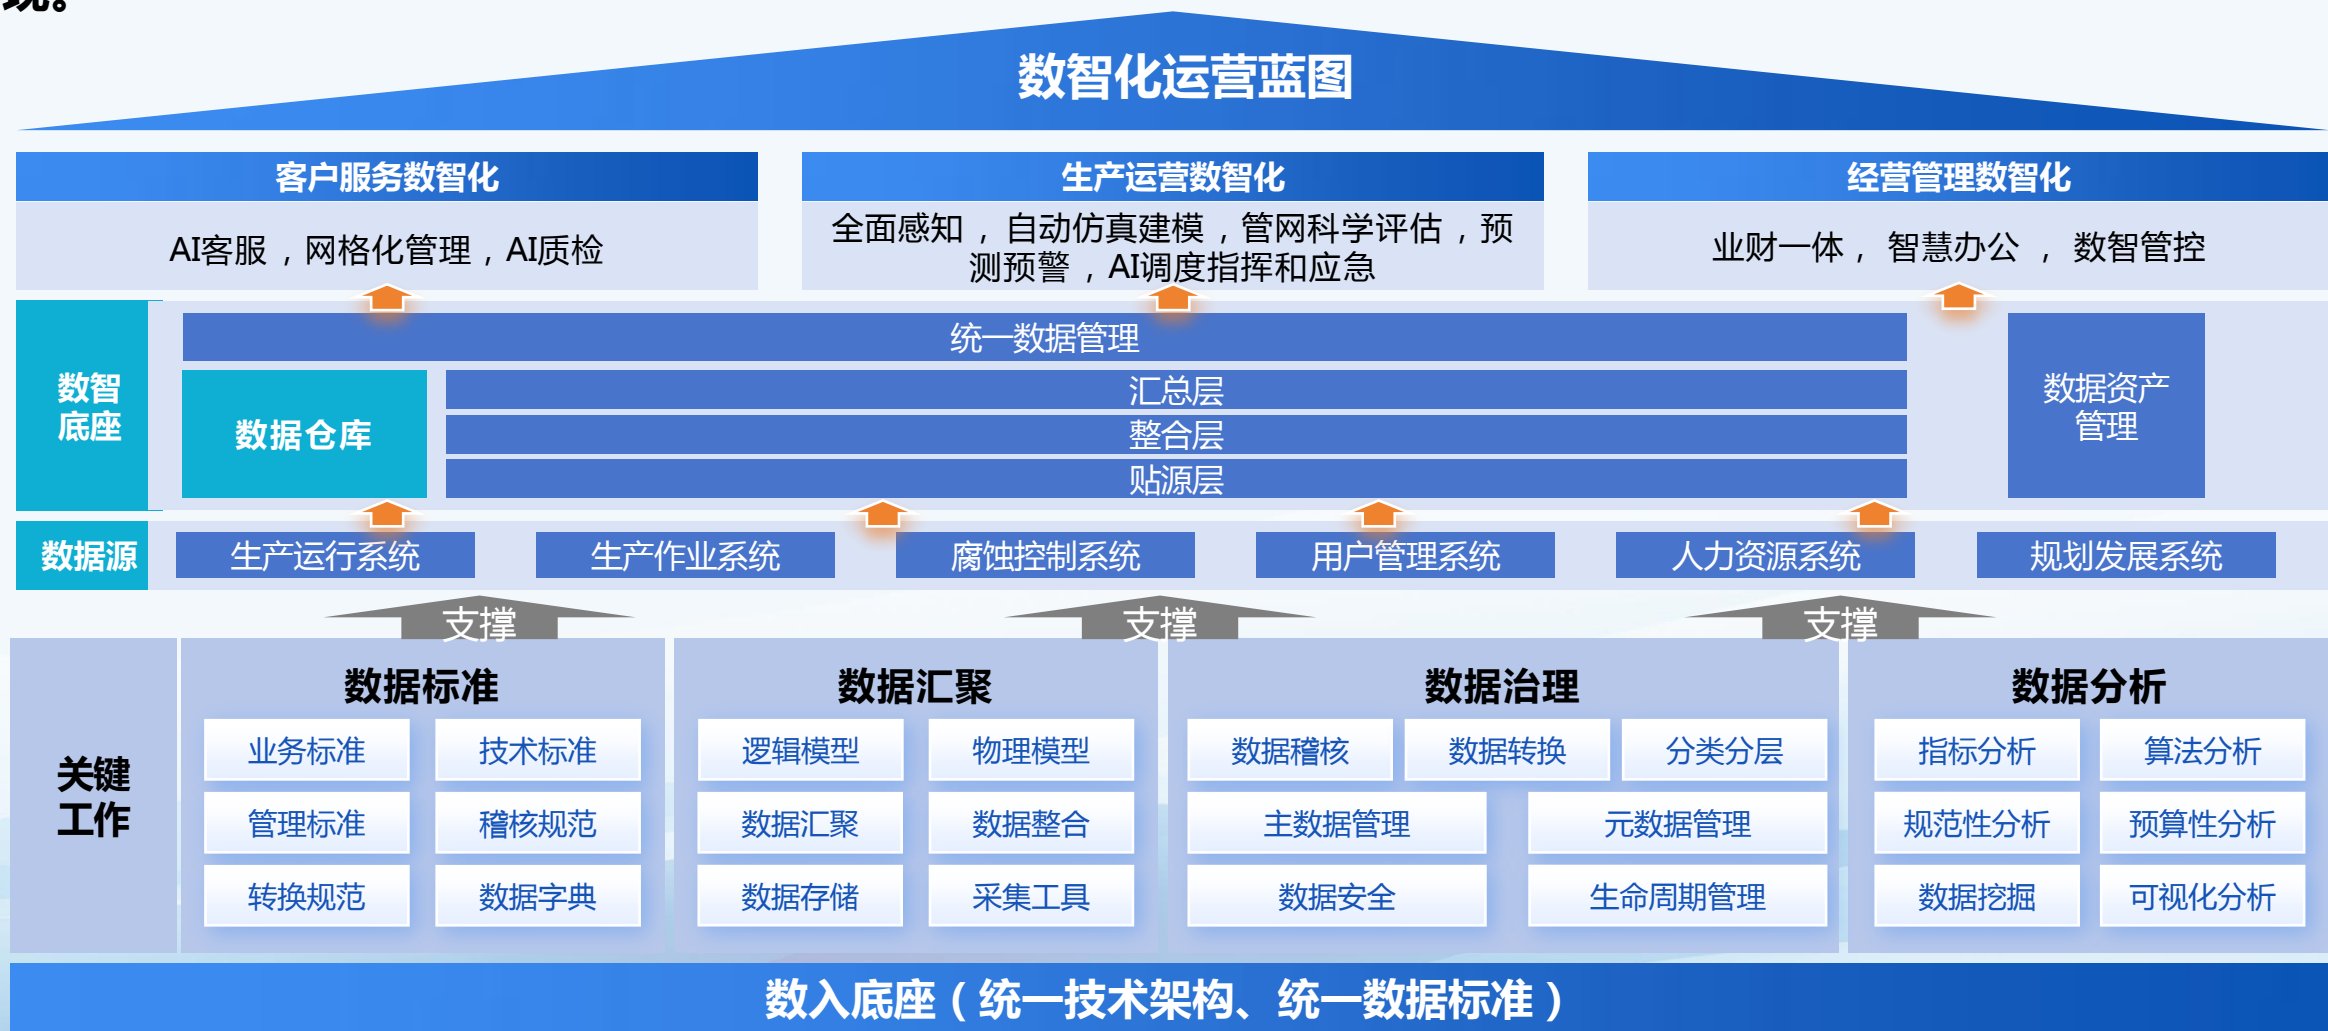 现。
数智化运营蓝图
客户服务数智化
AI客服，网格化管理，AI质检
生产运营数智化
全面感知， 自动仿真建模，管网科学评估，预
测预警，AI调度指挥和应急
经营管理数智化
业财一体， 智慧办公 ， 数智管控
数智
底座
统一数据管理
数据仓库
汇总层
整合层
贴源层
数据资产
管理
数据源
生产运行系统
生产作业系统
腐蚀控制系统
用户管理系统
人力资源系统
规划发展系统
支撑
支撑
支撑
关键
工作
数据标准
业务标准
技术标准
管理标准
稽核规范
转换规范
数据字典
数据汇聚
逻辑模型
物理模型
数据汇聚
数据整合
数据存储
采集工具
数据治理
数据稽核
数据转换
分类分层
主数据管理
元数据管理
数据安全
生命周期管理
数据分析
指标分析
算法分析
规范性分析
预算性分析
数据挖掘
可视化分析
数入底座（统一技术架构、统一数据标准）